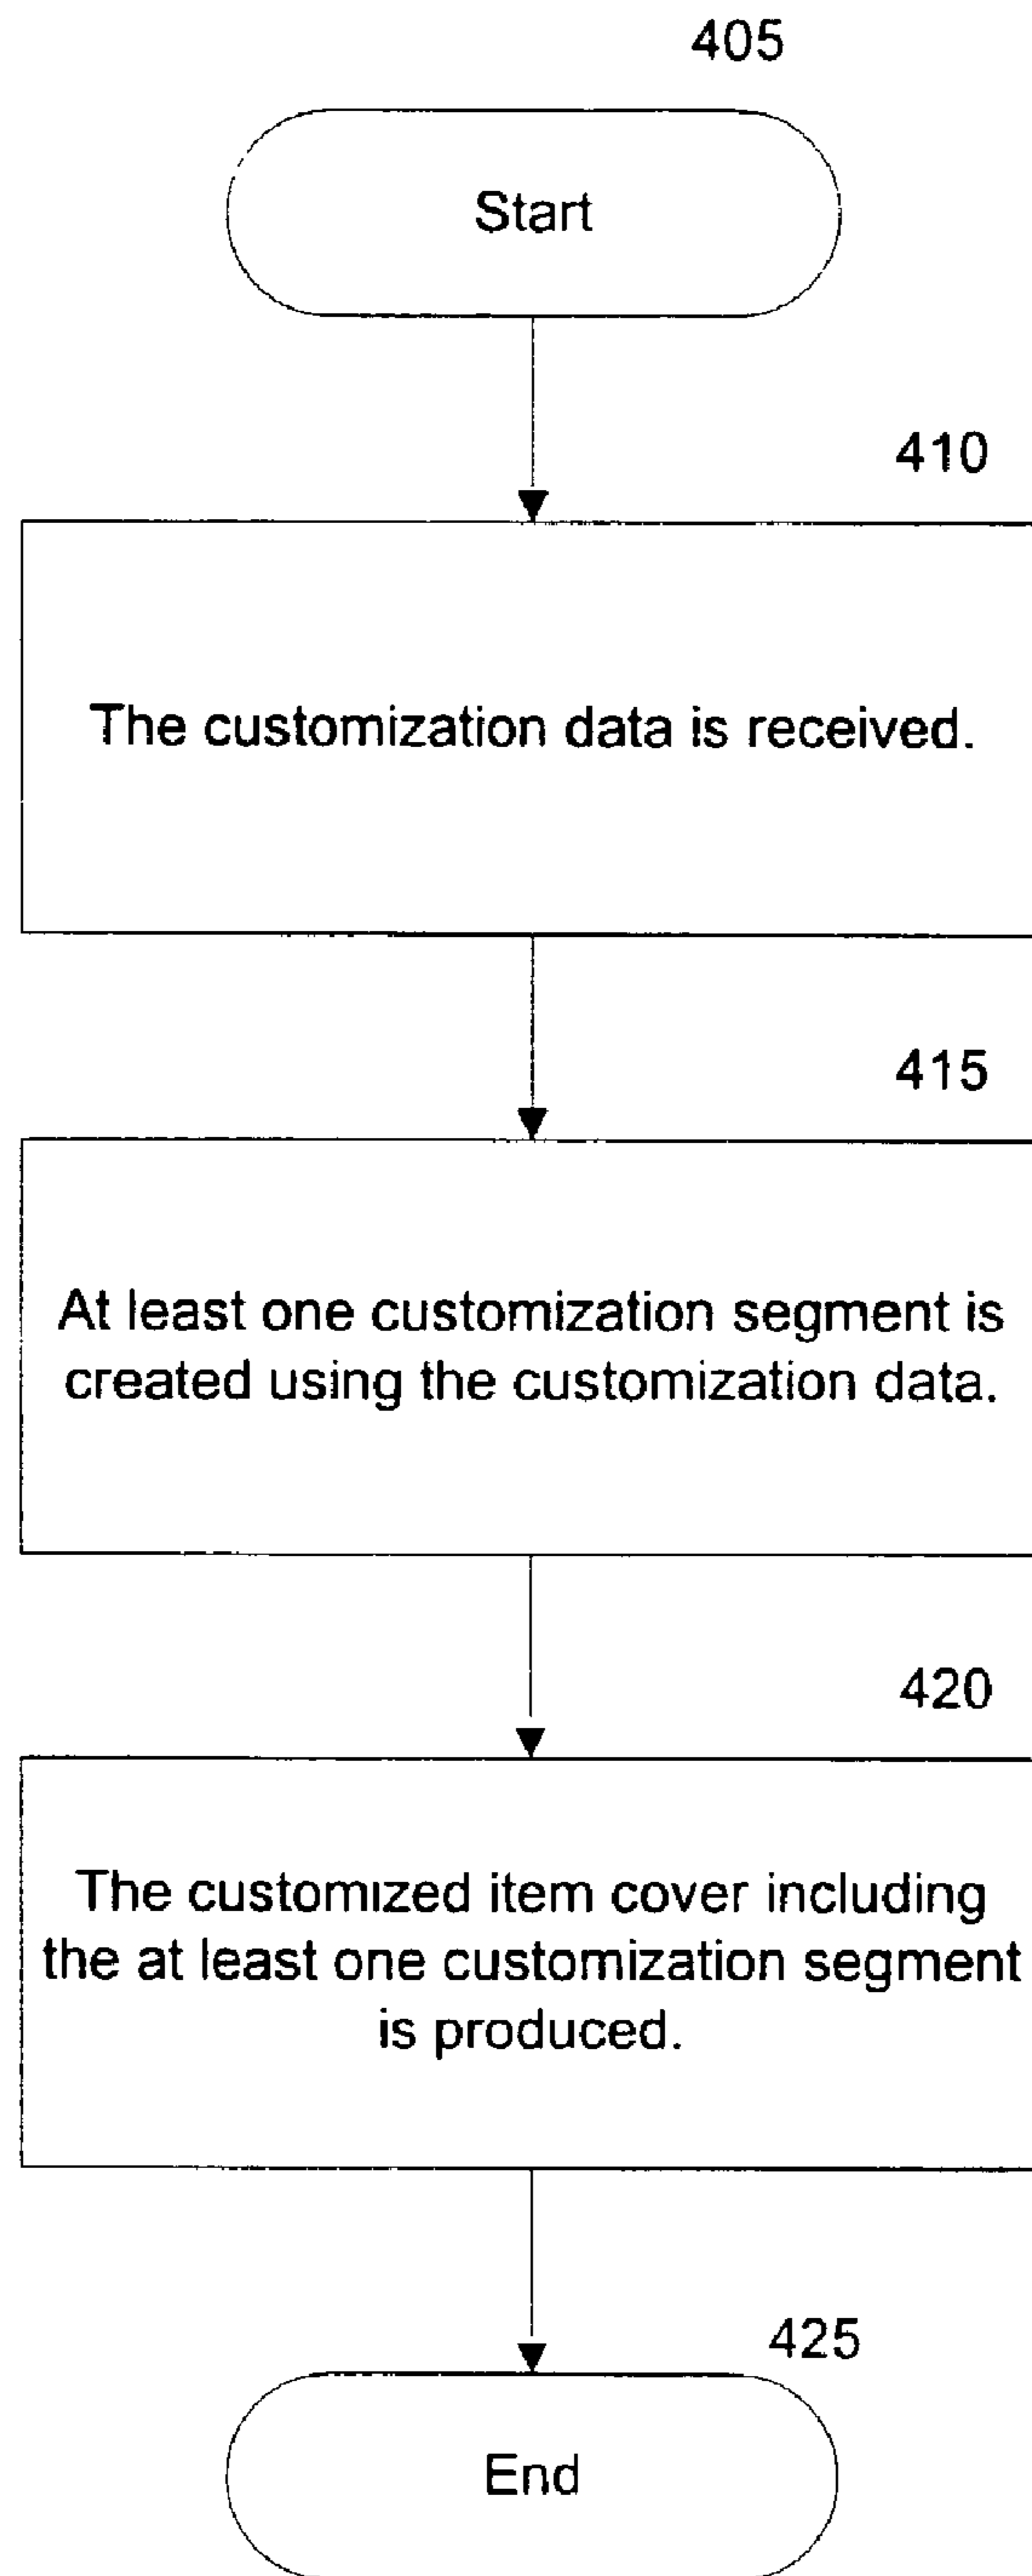 405
Start
410
The customization data is received.
415
At least one customization segment is
created using the customization data.
420
The customized item cover including
the at least one customization segment
is produced.
425
End